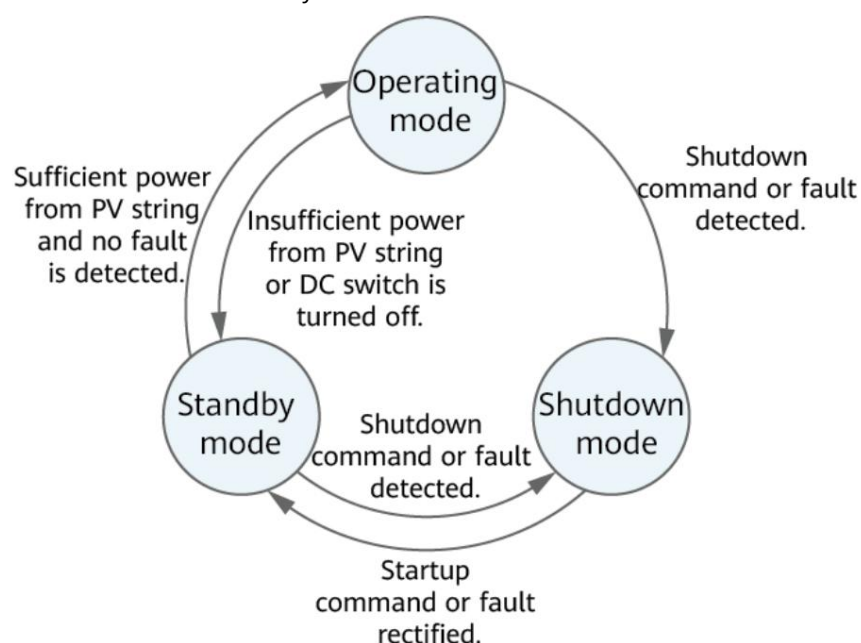 Operating
mode
Shutdown
command or fault
detected.
Sufficient power
from PV string
and no fault
is detected.
Insufficient power
from PV string
or DC switch is
turned off.
Standby
mode
Shutdown
mode
Shutdown
command or fault
detected.
Startup
command or fault
rectified.